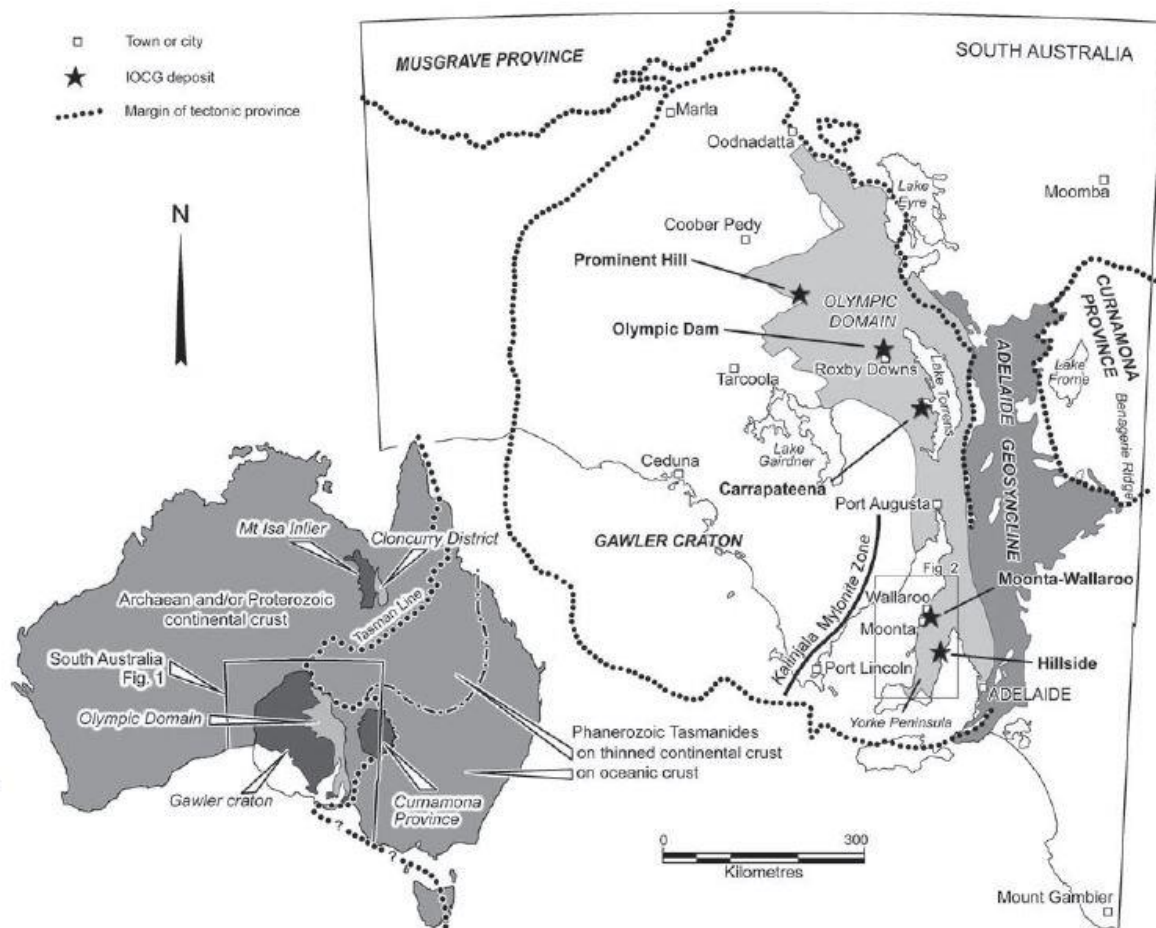 Town or city
IOCG deposit
Margin of tectonic province
N
SOUTH AUSTRALIA
MUSGRAVE PROVINCE
Marla
Oodnadatta
Lake
Eyre
Moomba
Coober Pedy
Prominent Hill
OLYMPIC
DOMAIN
Olympic Dam
Roxby Downs
Tarcoola
Lake Torrens
CURNAMONA
PROVINCE
Lake
Frome
Benagerie Ridge
ADELAIDE GEOSYNCLINE
Lake
Gairdner
Ceduna
Carrapateena
Port Augusta
GAWLER CRATON
Kalinjala Mylonite Zone
Fig. 2
Wallaroo
Moonta-Wallaroo
Moonta
Hillside
Port Lincoln
ADELAIDE
Yorke Peninsula
0 300
Kilometres
Mount Gambier
Mt Isa Inlier
Cloncurry District
Archaean and/or Proterozoic
continental crust
Tasman Line
South Australia
Fig. 1
Olympic Domain
Phanerozoic Tasmanides
on thinned continental crust
on oceanic crust
Gawler craton
Curnamona
Province
?
?